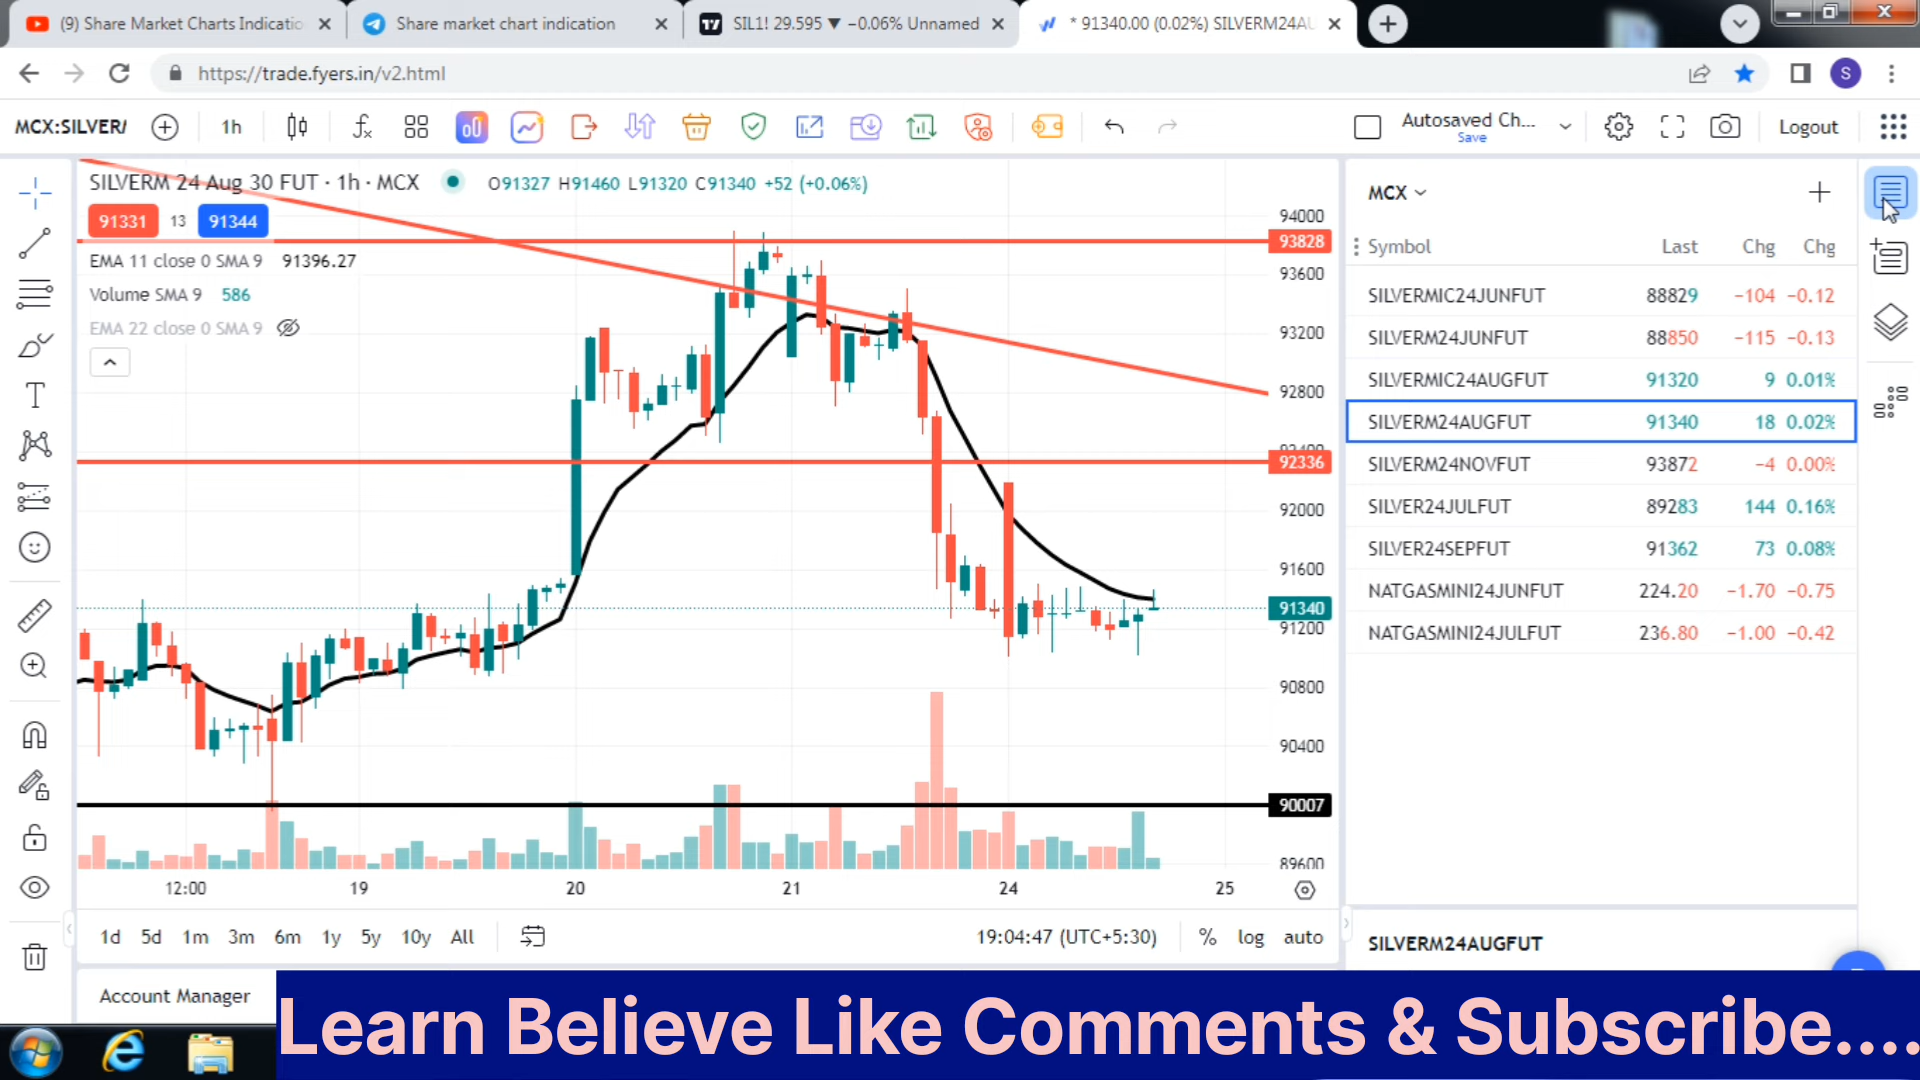 (9) Share Market Charts Indicatio
Share market chart indication
SIL1! 29.595 ▼ −0.06% Unnamed
* 91340.00 (0.02%) SILVERM24AU
https://trade.fyers.in/v2.html
S
MCX:SILVER/
1h
Autosaved Ch...
Save
Logout
SILVERM 24 Aug 30 FUT · 1h · MCX
O91327 H91460 L91320 C91340 +52 (+0.06%)
91331 13 91344
EMA 11 close 0 SMA 9 91396.27
Volume SMA 9 586
EMA 22 close 0 SMA 9
94000
93828
93600
93200
92800
92400
92336
92000
91600
91340
91200
90800
90400
90007
89600
12:00 19 20 21 24 25
1d 5d 1m 3m 6m 1y 5y 10y All
19:04:47 (UTC+5:30) % log auto
Account Manager
MCX
Symbol Last Chg Chg
SILVERMIC24JUNFUT 88829 −104 −0.12
SILVERM24JUNFUT 88850 −115 −0.13
SILVERMIC24AUGFUT 91320 9 0.01%
SILVERM24AUGFUT 91340 18 0.02%
SILVERM24NOVFUT 93872 −4 0.00%
SILVER24JULFUT 89283 144 0.16%
SILVER24SEPFUT 91362 73 0.08%
NATGASMINI24JUNFUT 224.20 −1.70 −0.75
NATGASMINI24JULFUT 236.80 −1.00 −0.42
SILVERM24AUGFUT
Learn Believe Like Comments & Subscribe....